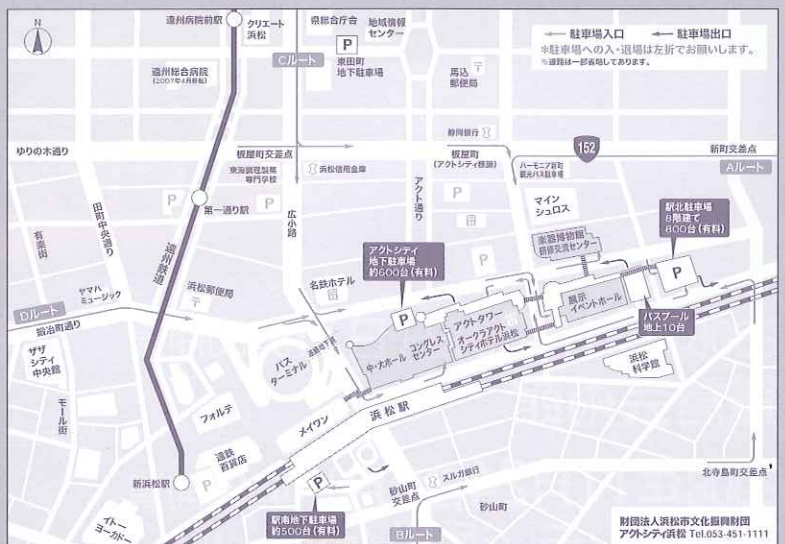 N
遠州病院前駅
クリエート
浜松
県総合庁舎
地域情報
センター
P
東田町
地下駐車場
Cルート
遠州総合病院
(2007年4月移転)
馬込
郵便局
駐車場入口
駐車場出口
*駐車場への入・退場は左折でお願いします。
※道路は一部省略してあります。
静岡銀行
152
新町交差点
ゆりの木通り
板屋町交差点
板屋町
(アクトシティ標識)
ハーモニア新町
観光バス駐車場
Aルート
東海調理製菓
専門学校
浜松信用金庫
P
P
P
P
第一通り駅
田町中央通り
有楽街
遠州鉄道
広小路
アクト通り
マイン
シュロス
楽器博物館
研修交流センター
駅北駐車場
8階建て
800台(有料)
P
アクトシティ
地下駐車場
約600台(有料)
P
名鉄ホテル
浜松郵便局
ヤマハ
ミュージック
Dルート
鍛冶町通り
展示
イベントホール
バスプール
地上10台
アクトタワー
オークラアクト
シティホテル浜松
コングレス
センター
中・大ホール
バス
ターミナル
浜松
科学館
ザザ
シティ
中央館
モール街
フォルテ
メイワン
浜松駅
遠鉄
百貨店
P
新浜松駅
イトー
ヨーカドー
P
駅南地下駐車場
約500台(有料)
砂山町
交差点
スルガ銀行
砂山町
Bルート
北寺島町交差点
財団法人浜松市文化振興財団
アクトシティ浜松 Tel.053-451-1111